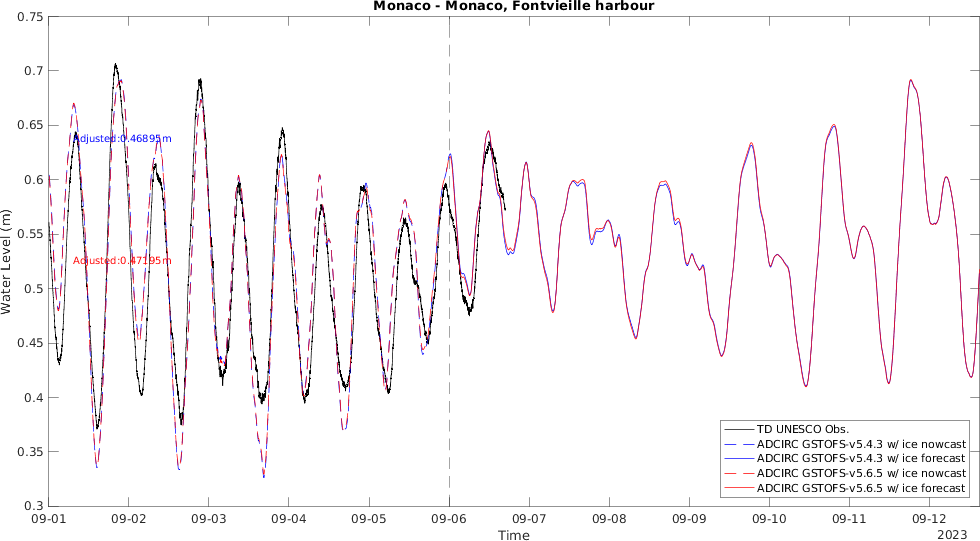 Monaco - Monaco, Fontvieille harbour
0.75
0.7
0.65
0.6
0.55
0.5
0.45
0.4
0.35
0.3
Water Level (m)
Adjusted:0.46895m
Adjusted:0.47195m
TD UNESCO Obs.
ADCIRC GSTOFS-v5.4.3 w/ ice nowcast
ADCIRC GSTOFS-v5.4.3 w/ ice forecast
ADCIRC GSTOFS-v5.6.5 w/ ice nowcast
ADCIRC GSTOFS-v5.6.5 w/ ice forecast
09-01 09-02 09-03 09-04 09-05 09-06 09-07 09-08 09-09 09-10 09-11 09-12
Time
2023